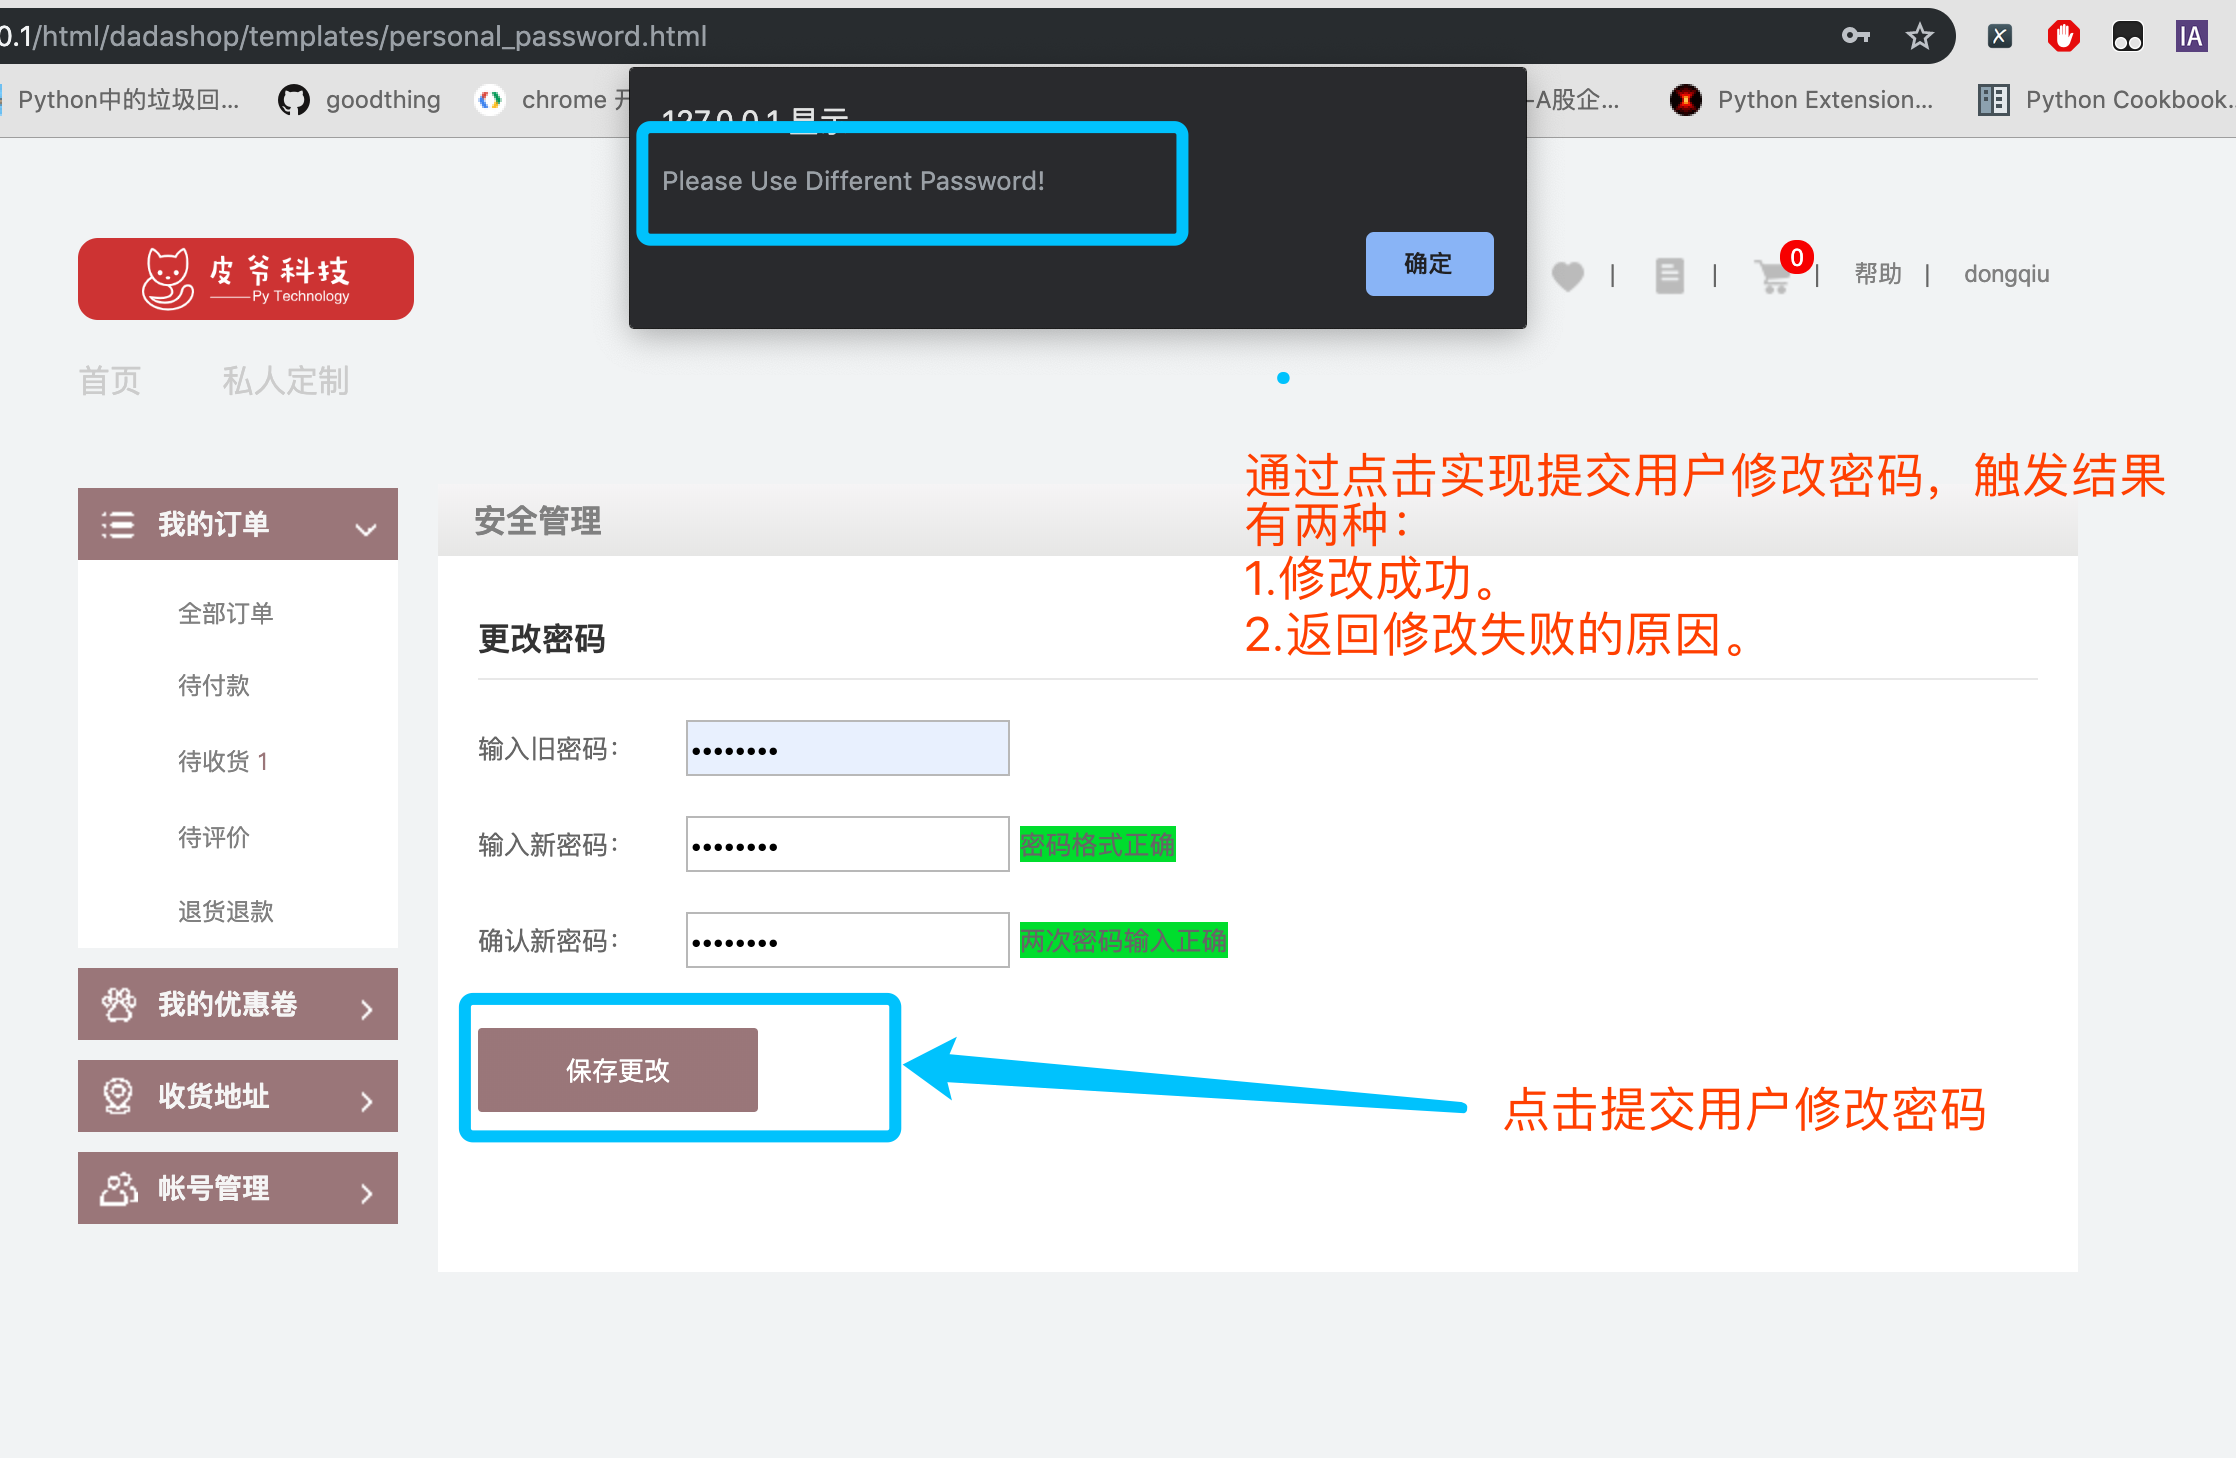 0.1/html/dadashop/templates/personal_password.html
IA
Python中的垃圾回...
goodthing
chrome 开
-A股企...
Python Extension...
Python Cookbook...
127.0.0.1 显示
Please Use Different Password!
确定
皮爷科技
Py Technology
0
帮助
dongqiu
首页
私人定制
通过点击实现提交用户修改密码，触发结果
有两种：
1.修改成功。
2.返回修改失败的原因。
我的订单
安全管理
全部订单
更改密码
待付款
输入旧密码：
待收货 1
待评价
输入新密码：
密码格式正确
退货退款
确认新密码：
两次密码输入正确
我的优惠卷
保存更改
点击提交用户修改密码
收货地址
帐号管理